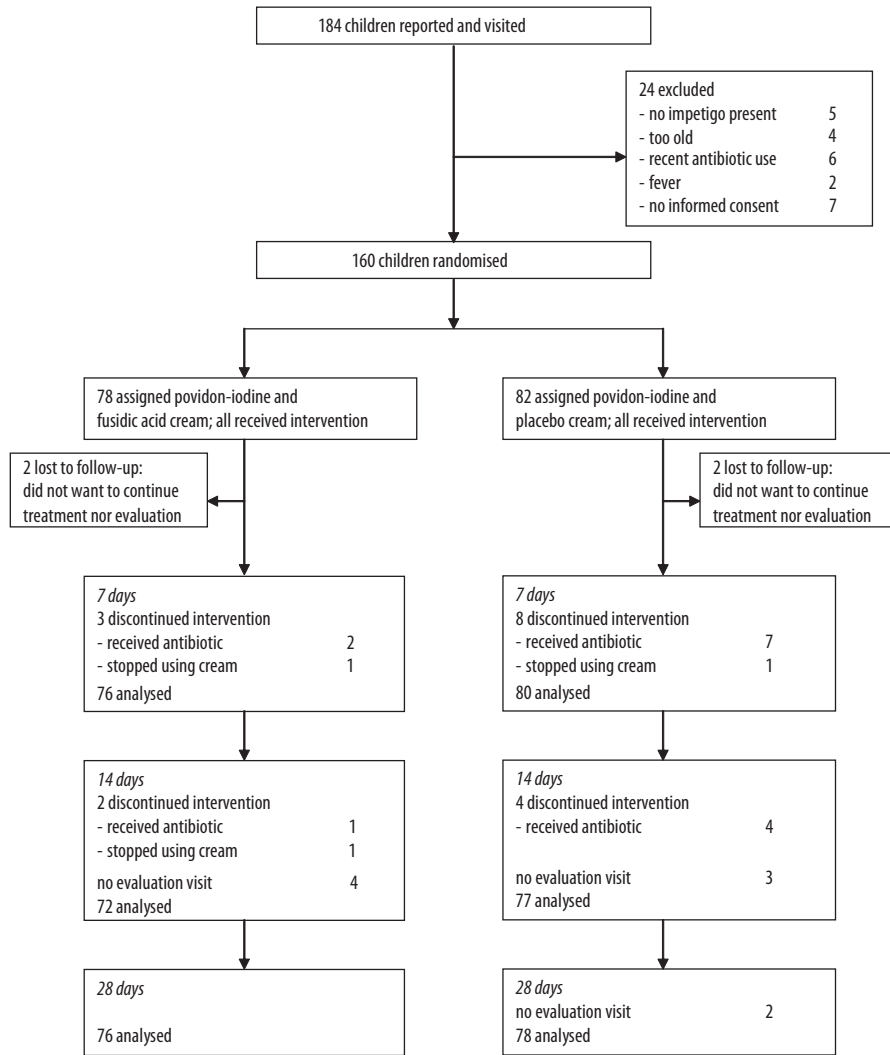 184 children reported and visited
24 excluded
- no impetigo present 5
- too old 4
- recent antibiotic use 6
- fever 2
- no informed consent 7
160 children randomised
78 assigned povidon-iodine and
fusidic acid cream; all received intervention
82 assigned povidon-iodine and
placebo cream; all received intervention
2 lost to follow-up:
did not want to continue
treatment nor evaluation
2 lost to follow-up:
did not want to continue
treatment nor evaluation
7 days
3 discontinued intervention
- received antibiotic 2
- stopped using cream 1
76 analysed
7 days
8 discontinued intervention
- received antibiotic 7
- stopped using cream 1
80 analysed
14 days
2 discontinued intervention
- received antibiotic 1
- stopped using cream 1
no evaluation visit 4
72 analysed
14 days
4 discontinued intervention
- received antibiotic 4
no evaluation visit 3
77 analysed
28 days
76 analysed
28 days
no evaluation visit 2
78 analysed